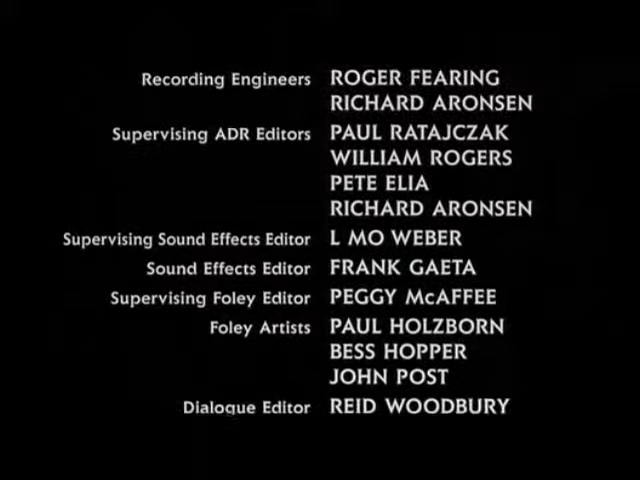 Recording Engineers ROGER FEARING
RICHARD ARONSEN
Supervising ADR Editors PAUL RATAJCZAK
WILLIAM ROGERS
PETE ELIA
RICHARD ARONSEN
Supervising Sound Effects Editor L MO WEBER
Sound Effects Editor FRANK GAETA
Supervising Foley Editor PEGGY McAFFEE
Foley Artists PAUL HOLZBORN
BESS HOPPER
JOHN POST
Dialogue Editor REID WOODBURY